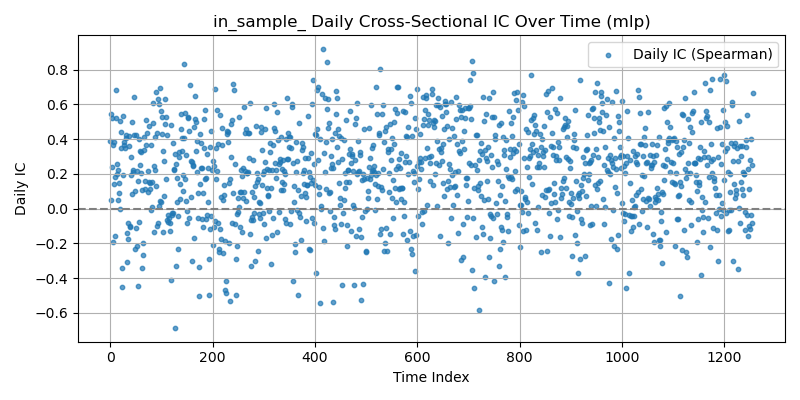 in_sample_ Daily Cross-Sectional IC Over Time (mlp)
Daily IC (Spearman)
Daily IC
0.8
0.6
0.4
0.2
0.0
−0.2
−0.4
−0.6
0 200 400 600 800 1000 1200
Time Index